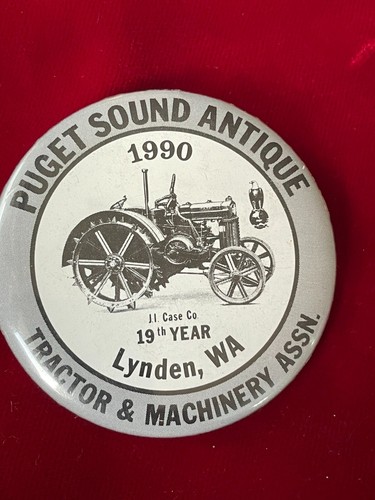 PUGET SOUND ANTIQUE
1990
J.I. Case Co.
19th YEAR
Lynden, WA
TRACTOR & MACHINERY ASSN.